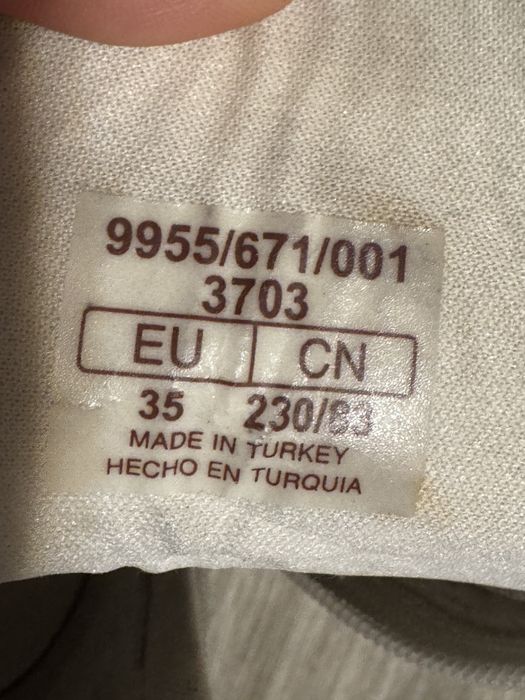 9955/671/001
3703
EU CN
35 230/83
MADE IN TURKEY
HECHO EN TURQUIA